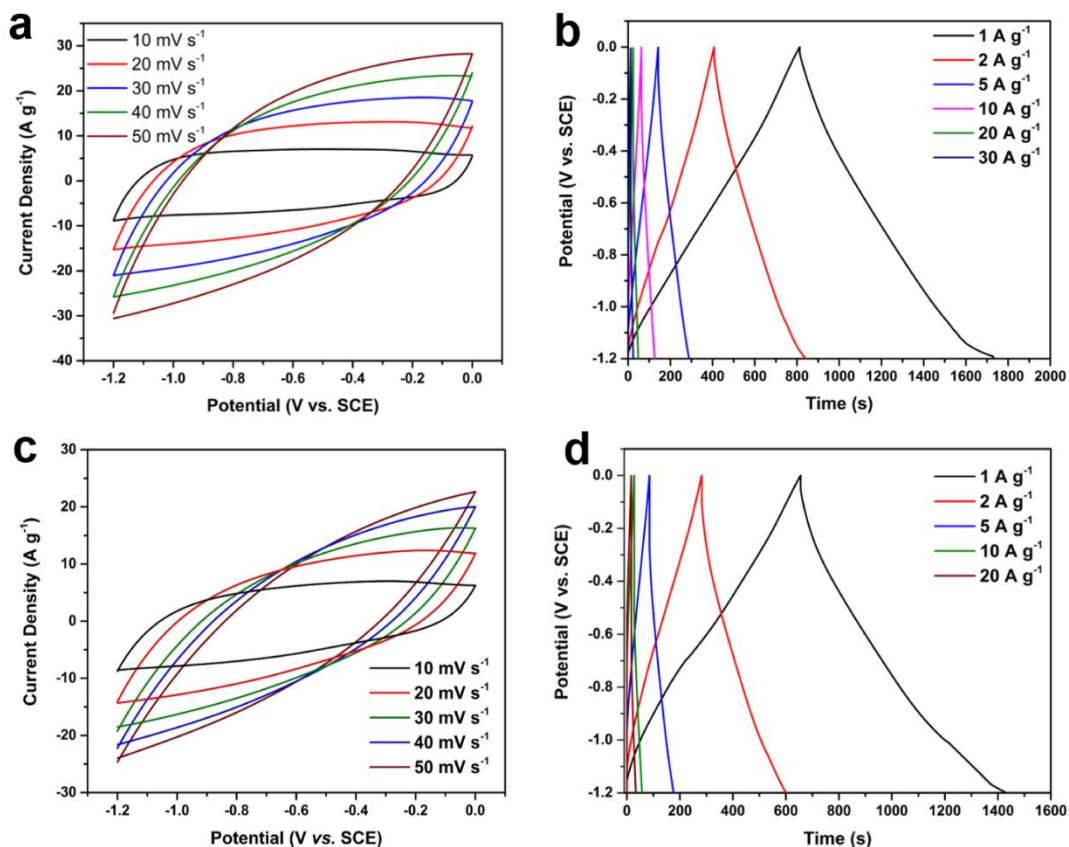 a
30
20
10
0
-10
-20
-30
-40
Current Density (A g⁻¹)
10 mV s⁻¹
20 mV s⁻¹
30 mV s⁻¹
40 mV s⁻¹
50 mV s⁻¹
-1.2 -1.0 -0.8 -0.6 -0.4 -0.2 0.0
Potential (V vs. SCE)
b
0.0
-0.2
-0.4
-0.6
-0.8
-1.0
-1.2
Potential (V vs. SCE)
1 A g⁻¹
2 A g⁻¹
5 A g⁻¹
10 A g⁻¹
20 A g⁻¹
30 A g⁻¹
0 200 400 600 800 1000 1200 1400 1600 1800 2000
Time (s)
c
30
20
10
0
-10
-20
-30
Current Density (A g⁻¹)
10 mV s⁻¹
20 mV s⁻¹
30 mV s⁻¹
40 mV s⁻¹
50 mV s⁻¹
-1.2 -1.0 -0.8 -0.6 -0.4 -0.2 0.0
Potential (V vs. SCE)
d
0.0
-0.2
-0.4
-0.6
-0.8
-1.0
-1.2
Potential (V vs. SCE)
1 A g⁻¹
2 A g⁻¹
5 A g⁻¹
10 A g⁻¹
20 A g⁻¹
0 200 400 600 800 1000 1200 1400 1600
Time (s)